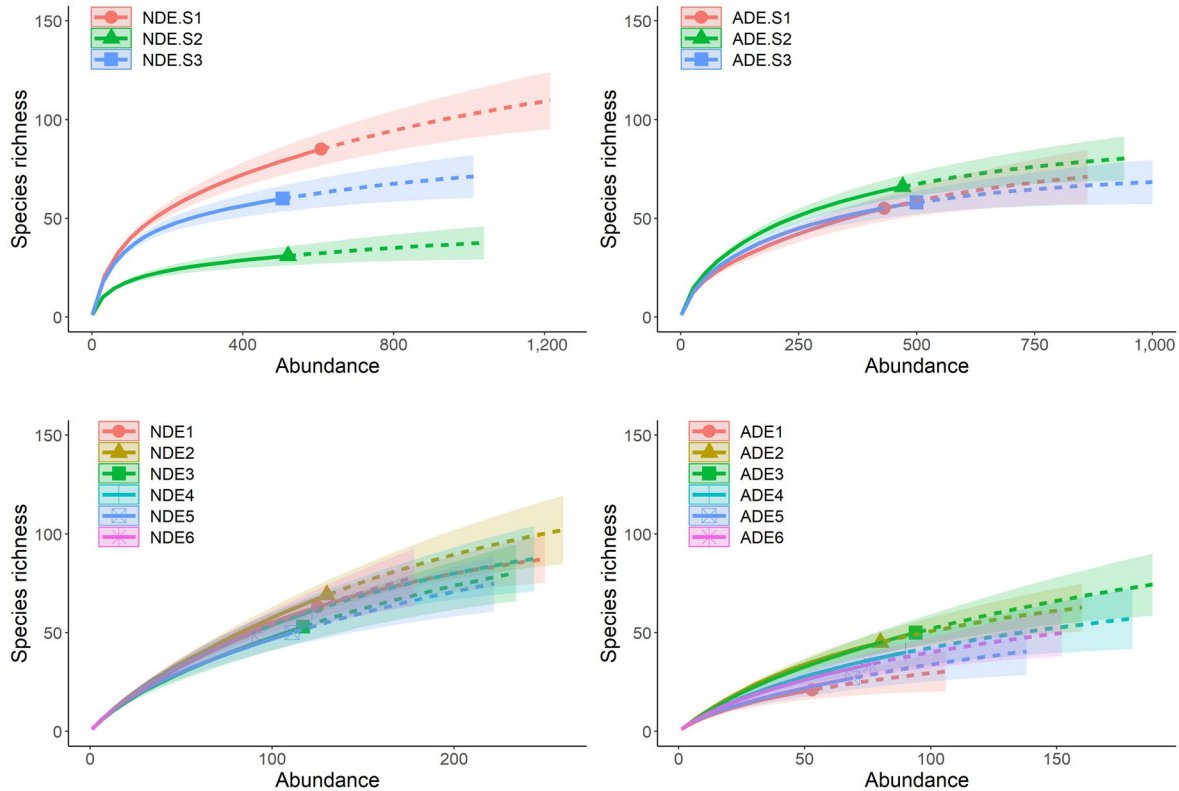 NDE.S1
NDE.S2
NDE.S3
150
100
50
0
Species richness
0 400 800 1,200
Abundance
ADE.S1
ADE.S2
ADE.S3
150
100
50
0
Species richness
0 250 500 750 1,000
Abundance
NDE1
NDE2
NDE3
NDE4
NDE5
NDE6
150
100
50
0
Species richness
0 100 200
Abundance
ADE1
ADE2
ADE3
ADE4
ADE5
ADE6
150
100
50
0
Species richness
0 50 100 150
Abundance